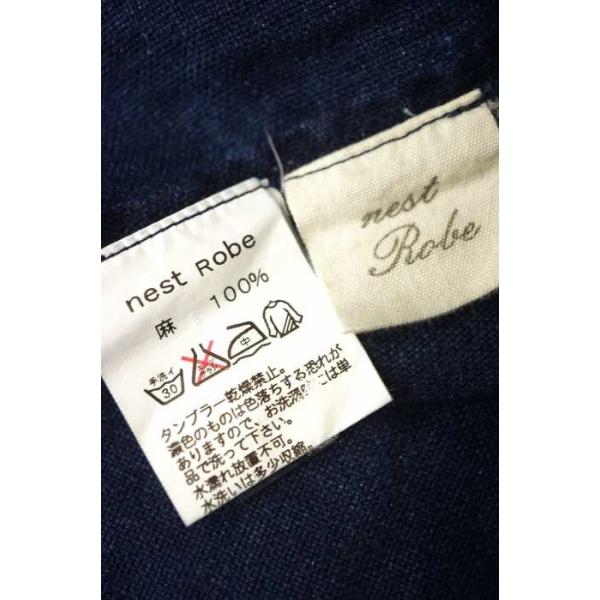 nest Robe
麻 100%
手洗イ
30
中
タンブラー乾燥禁止。
濃色のものは色落ちする恐れが
ありますので、お洗濯際には単
品で洗って下さい。
水濡れ放置不可。
水洗いは多少収縮。
nest
Robe